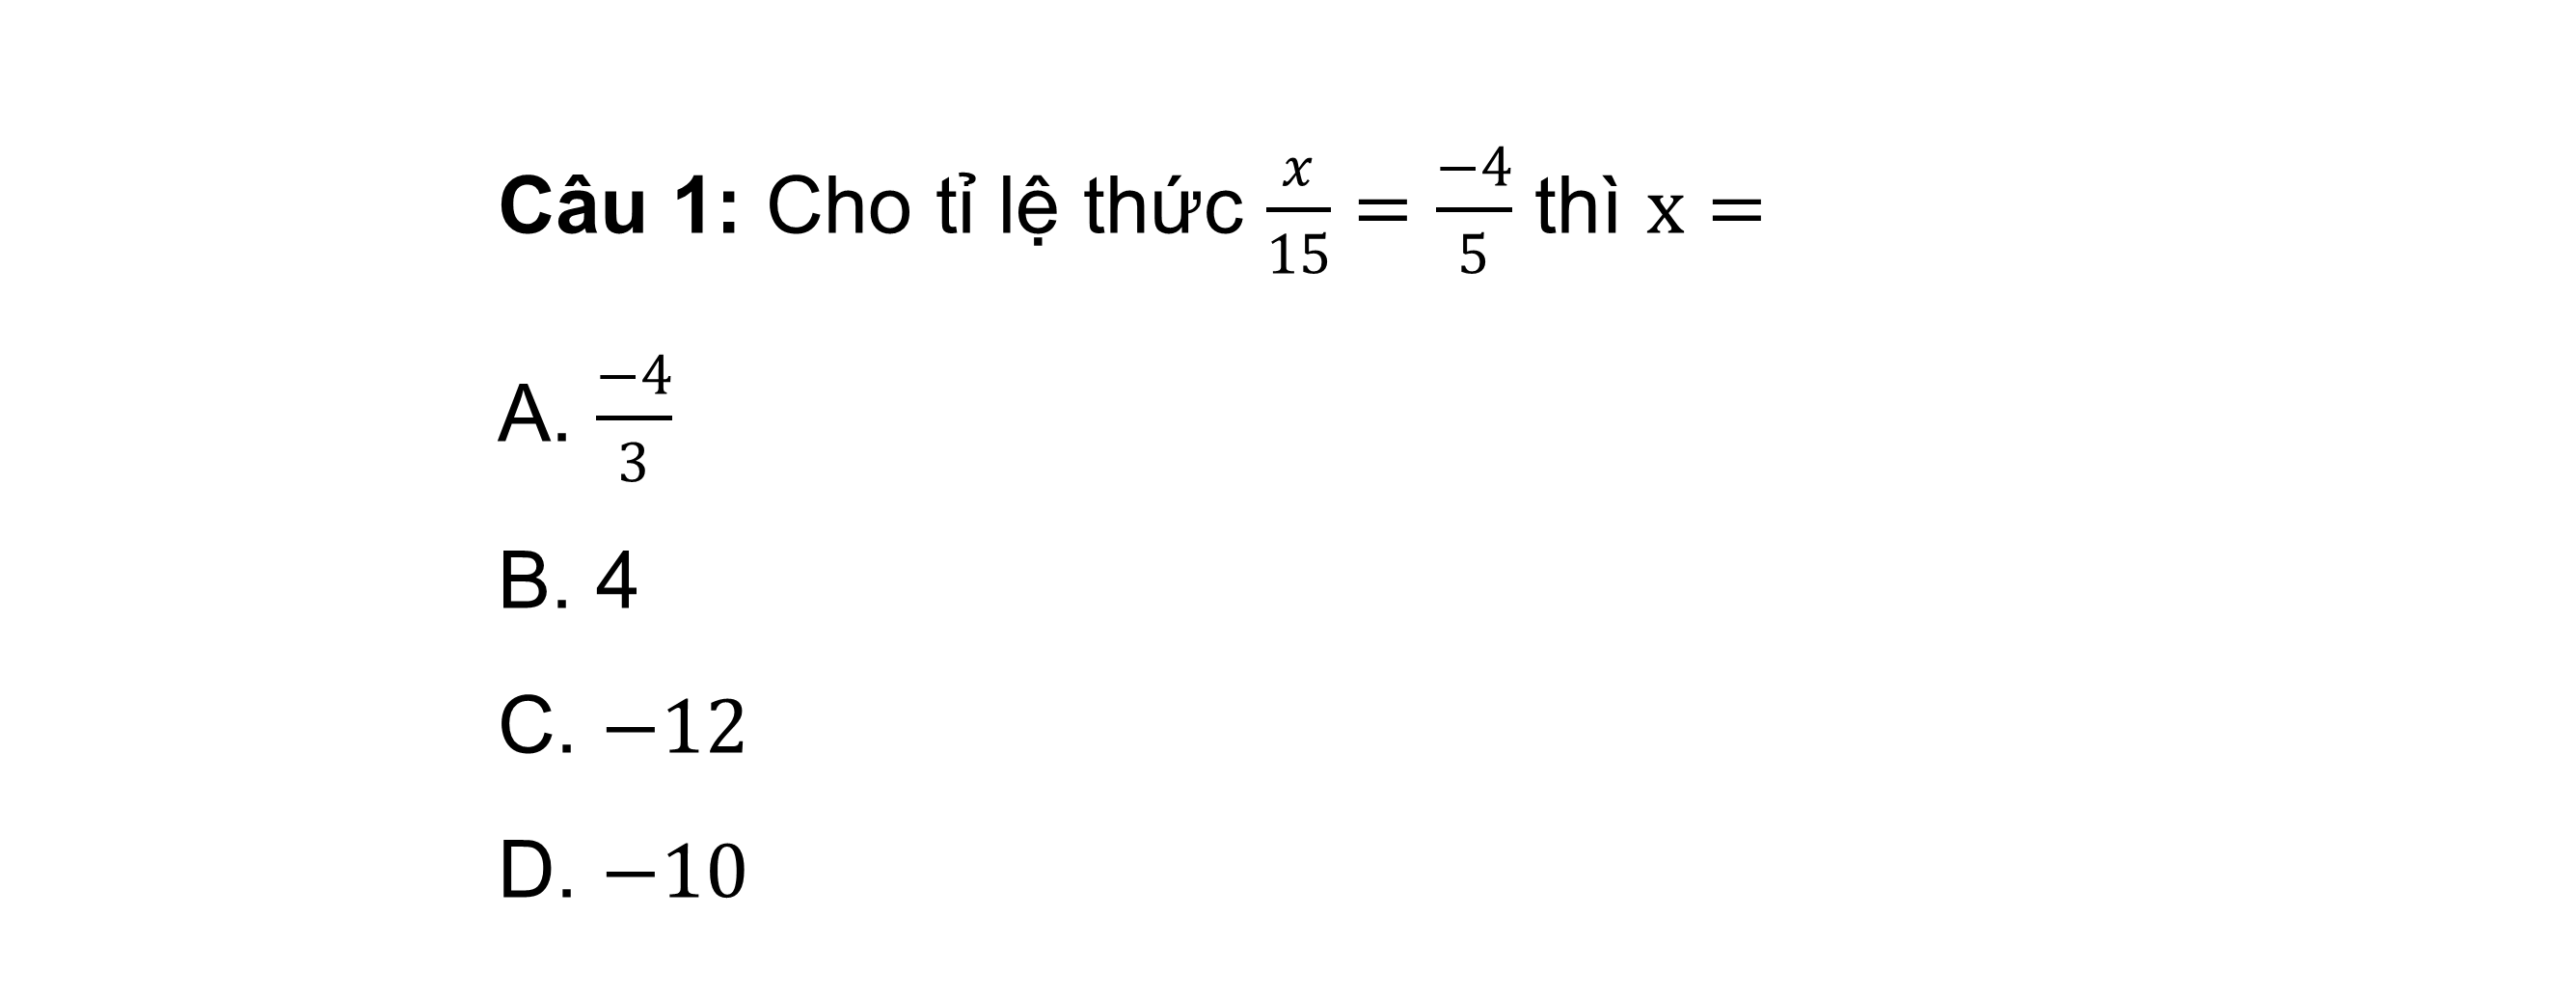 Câu 1: Cho tỉ lệ thức x/15 = −4/5 thì x =
A. −4/3
B. 4
C. −12
D. −10